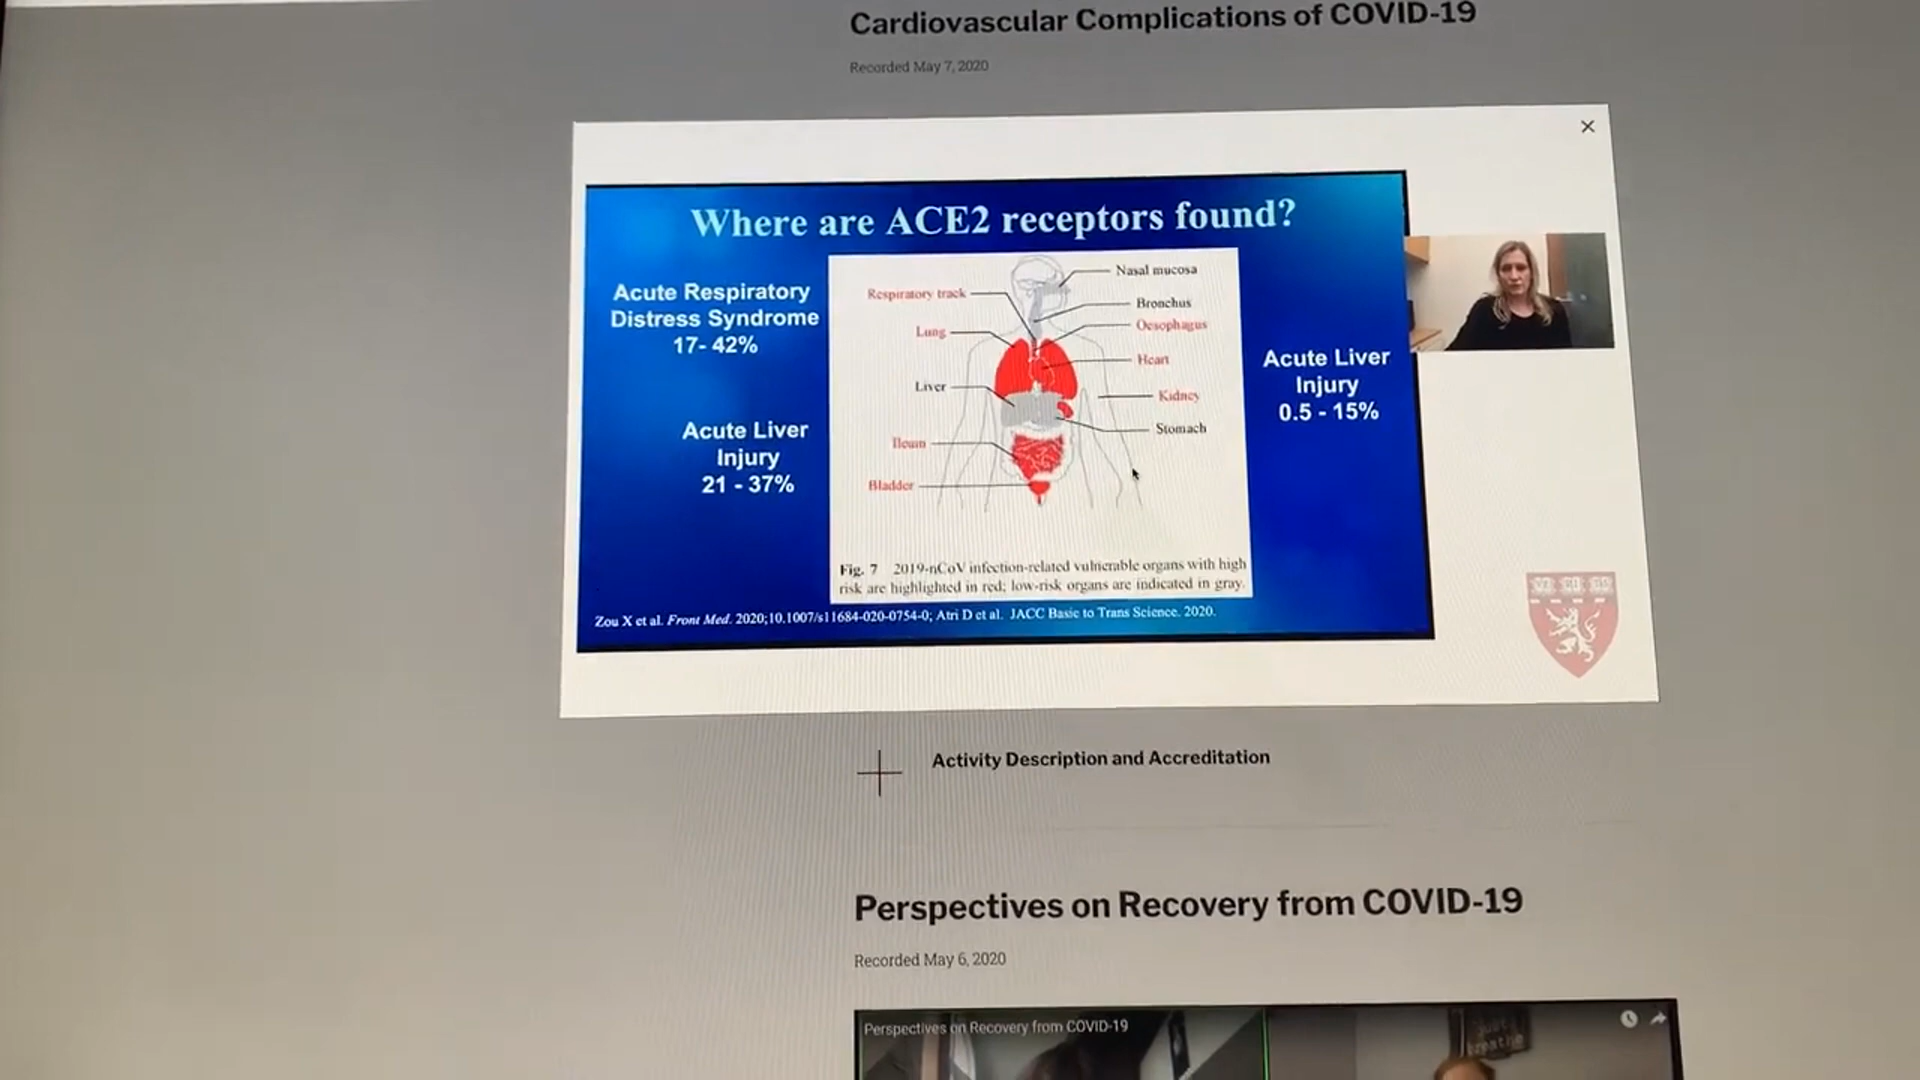 Cardiovascular Complications of COVID-19
Recorded May 7, 2020
Where are ACE2 receptors found?
Acute Respiratory
Distress Syndrome
17- 42%
Acute Liver
Injury
21 - 37%
Nasal mucosa
Respiratory track
Bronchus
Oesophagus
Lung
Heart
Liver
Kidney
Stomach
Ileum
Bladder
Acute Liver
Injury
0.5 - 15%
Fig. 7 2019-nCoV infection-related vulnerable organs with high
risk are highlighted in red; low-risk organs are indicated in gray.
Zou X et al. Front Med. 2020;10.1007/s11684-020-0754-0; Atri D et al. JACC Basic to Trans Science. 2020.
Activity Description and Accreditation
Perspectives on Recovery from COVID-19
Recorded May 6, 2020
Perspectives on Recovery from COVID-19
just
breathe